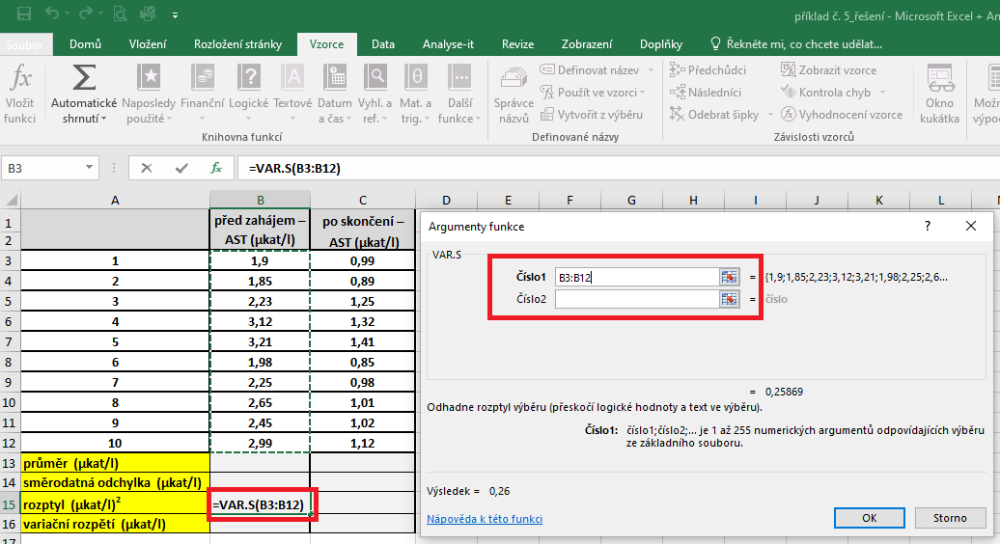 příklad č. 5_řešení - Microsoft Excel + An
Soubor Domů Vložení Rozložení stránky Vzorce Data Analyse-it Revize Zobrazení Doplňky Řekněte mi, co chcete udělat...
fx Σ ? A θ
Vložit funkci
Automatické shrnutí
Naposledy použité
Finanční
Logické
Textové
Datum a čas
Vyhl. a ref.
Mat. a trig.
Další funkce
Knihovna funkcí
Správce názvů
Definovat název
Použít ve vzorci
Vytvořit z výběru
Definované názvy
Předchůdci
Následníci
Odebrat šipky
Zobrazit vzorce
Kontrola chyb
Vyhodnocení vzorce
Závislosti vzorců
Okno kukátka
Možn
výpoč
B3 fx =VAR.S(B3:B12)
A B C D E F G H I J K L M
1 před zahájem – po skončení –
2 AST (µkat/l) AST (µkat/l)
3 1 1,9 0,99
4 2 1,85 0,89
5 3 2,23 1,25
6 4 3,12 1,32
7 5 3,21 1,41
8 6 1,98 0,85
9 7 2,25 0,98
10 8 2,65 1,01
11 9 2,45 1,02
12 10 2,99 1,12
13 průměr (µkat/l)
14 směrodatná odchylka (µkat/l)
15 rozptyl (µkat/l)² =VAR.S(B3:B12)
16 variační rozpětí (µkat/l)
17
Argumenty funkce ?
VAR.S
Číslo1 B3:B12 = {1,9;1,85;2,23;3,12;3,21;1,98;2,25;2,6...
Číslo2 = číslo
= 0,25869
Odhadne rozptyl výběru (přeskočí logické hodnoty a text ve výběru).
Číslo1: číslo1;číslo2;... je 1 až 255 numerických argumentů odpovídajících výběru
ze základního souboru.
Výsledek = 0,26
Nápověda k této funkci
OK Storno